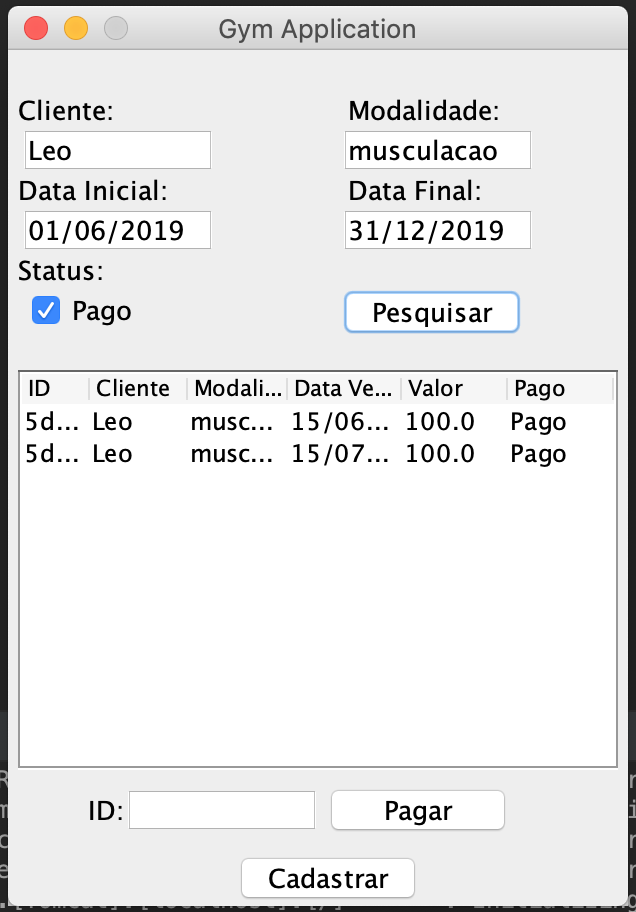 Gym Application
Cliente: Modalidade:
Leo musculacao
Data Inicial: Data Final:
01/06/2019 31/12/2019
Status:
Pago Pesquisar
ID Cliente Modali... Data Ve... Valor Pago
5d... Leo musc... 15/06... 100.0 Pago
5d... Leo musc... 15/07... 100.0 Pago
ID: Pagar
Cadastrar